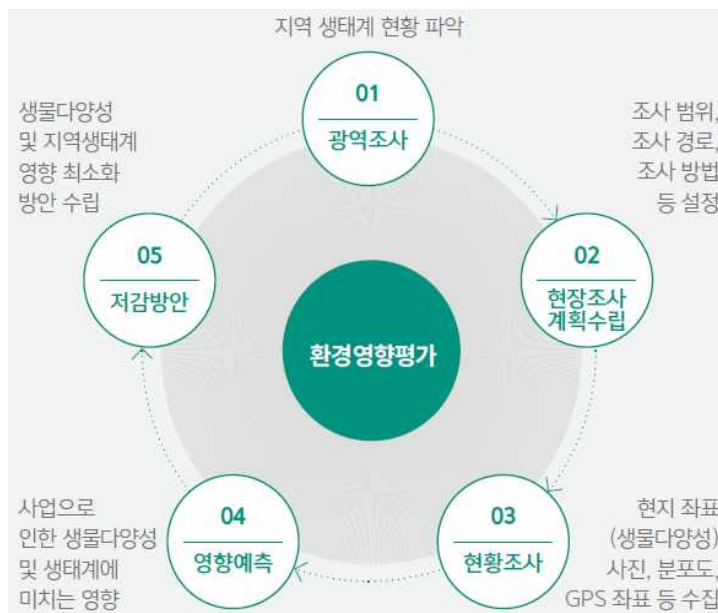 지역 생태계 현황 파악
01
광역조사
조사 범위,
조사 경로,
조사 방법
등 설정
02
현장조사
계획수립
현지 좌표
(생물다양성)
사진, 분포도,
GPS 좌표 등 수집
03
현황조사
사업으로
인한 생물다양성
및 생태계에
미치는 영향
04
영향예측
생물다양성
및 지역생태계
영향 최소화
방안 수립
05
저감방안
환경영향평가